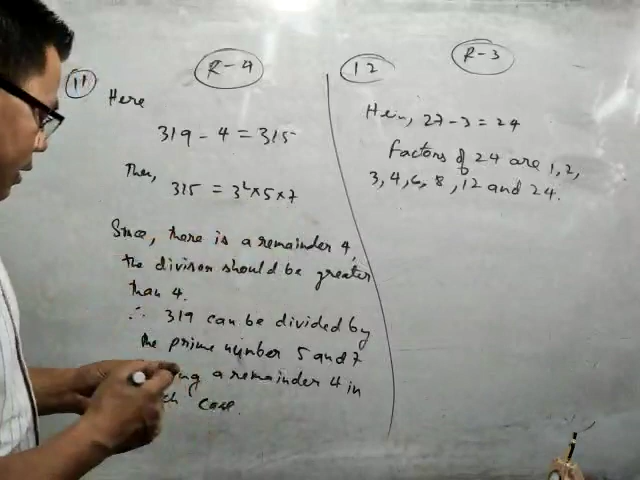 11
R-4
Here
319 - 4 = 315
Then,
315 = 3²×5×7
Since, there is a remainder 4,
the divison should be greater
than 4.
∴ 319 can be divided by
the prime number 5 and 7
a remainder 4 in
case.
12
R-3
Here, 27-3 = 24
Factors of 24 are 1, 2,
3, 4, 6, 8, 12 and 24.